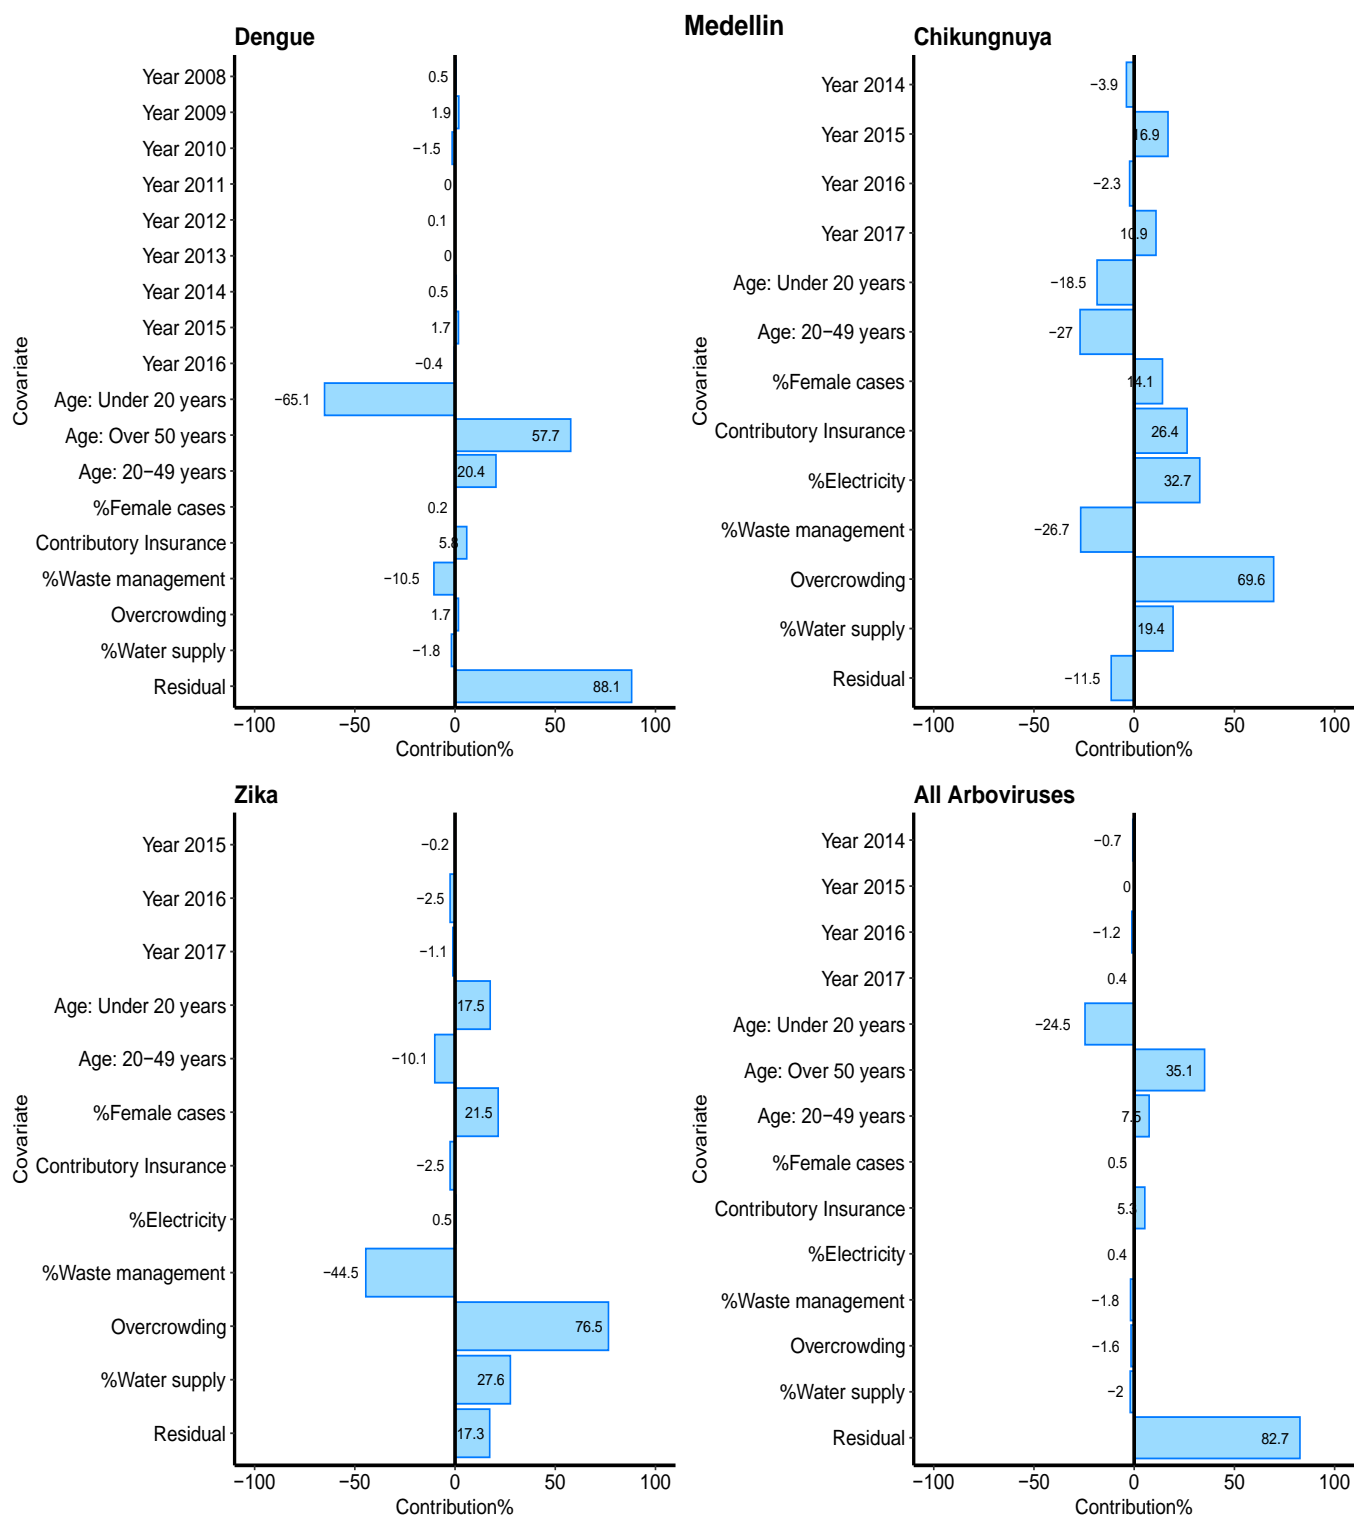 Medellin
Dengue
Covariate
Year 2008 0.5
Year 2009 1.9
Year 2010 −1.5
Year 2011 0
Year 2012 0.1
Year 2013 0
Year 2014 0.5
Year 2015 1.7
Year 2016 −0.4
Age: Under 20 years −65.1
Age: Over 50 years 57.7
Age: 20−49 years 20.4
%Female cases 0.2
Contributory Insurance 5.8
%Waste management −10.5
Overcrowding 1.7
%Water supply −1.8
Residual 88.1
−100 −50 0 50 100
Contribution%
Chikungnuya
Covariate
Year 2014 −3.9
Year 2015 16.9
Year 2016 −2.3
Year 2017 10.9
Age: Under 20 years −18.5
Age: 20−49 years −27
%Female cases 14.1
Contributory Insurance 26.4
%Electricity 32.7
%Waste management −26.7
Overcrowding 69.6
%Water supply 19.4
Residual −11.5
−100 −50 0 50 100
Contribution%
Zika
Covariate
Year 2015 −0.2
Year 2016 −2.5
Year 2017 −1.1
Age: Under 20 years 17.5
Age: 20−49 years −10.1
%Female cases 21.5
Contributory Insurance −2.5
%Electricity 0.5
%Waste management −44.5
Overcrowding 76.5
%Water supply 27.6
Residual 17.3
−100 −50 0 50 100
Contribution%
All Arboviruses
Covariate
Year 2014 −0.7
Year 2015 0
Year 2016 −1.2
Year 2017 0.4
Age: Under 20 years −24.5
Age: Over 50 years 35.1
Age: 20−49 years 7.5
%Female cases 0.5
Contributory Insurance 5.3
%Electricity 0.4
%Waste management −1.8
Overcrowding −1.6
%Water supply −2
Residual 82.7
−100 −50 0 50 100
Contribution%